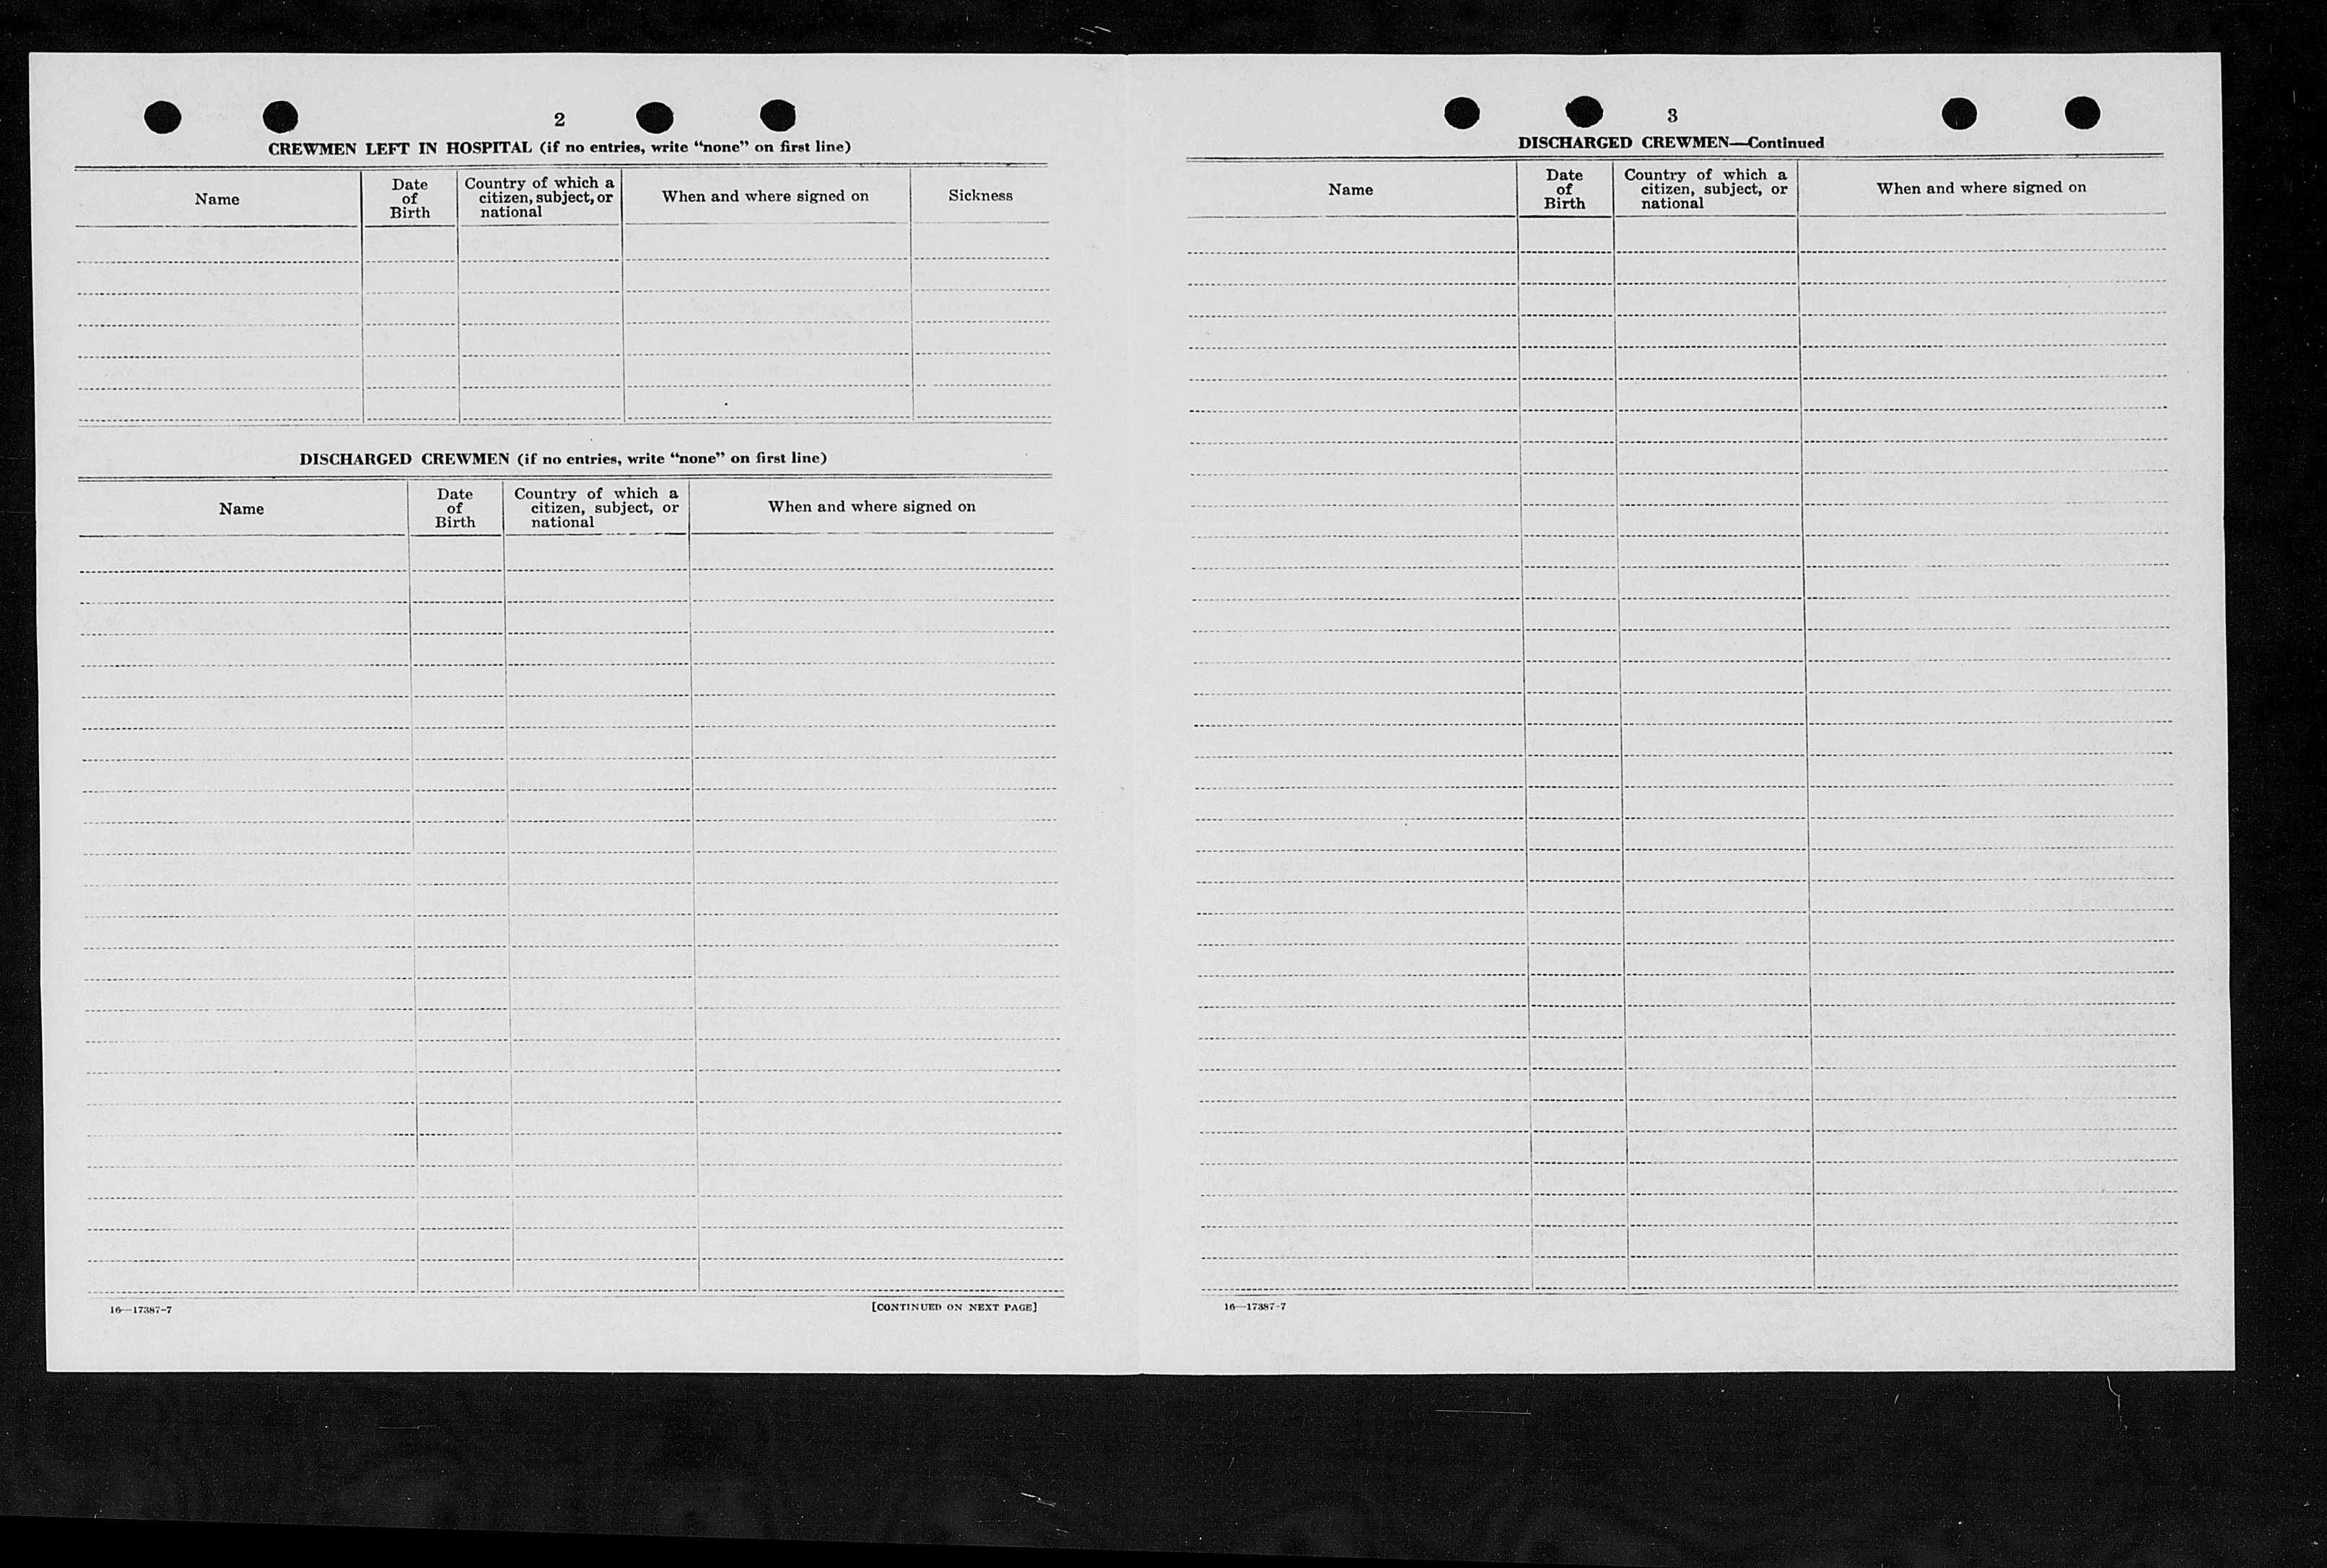 2
CREWMEN LEFT IN HOSPITAL (if no entries, write “none” on first line)
Name
Date
of
Birth
Country of which a
citizen, subject, or
national
When and where signed on
Sickness
DISCHARGED CREWMEN (if no entries, write “none” on first line)
Name
Date
of
Birth
Country of which a
citizen, subject, or
national
When and where signed on
16—17387-7
[CONTINUED ON NEXT PAGE]
3
DISCHARGED CREWMEN—Continued
Name
Date
of
Birth
Country of which a
citizen, subject, or
national
When and where signed on
16—17387-7